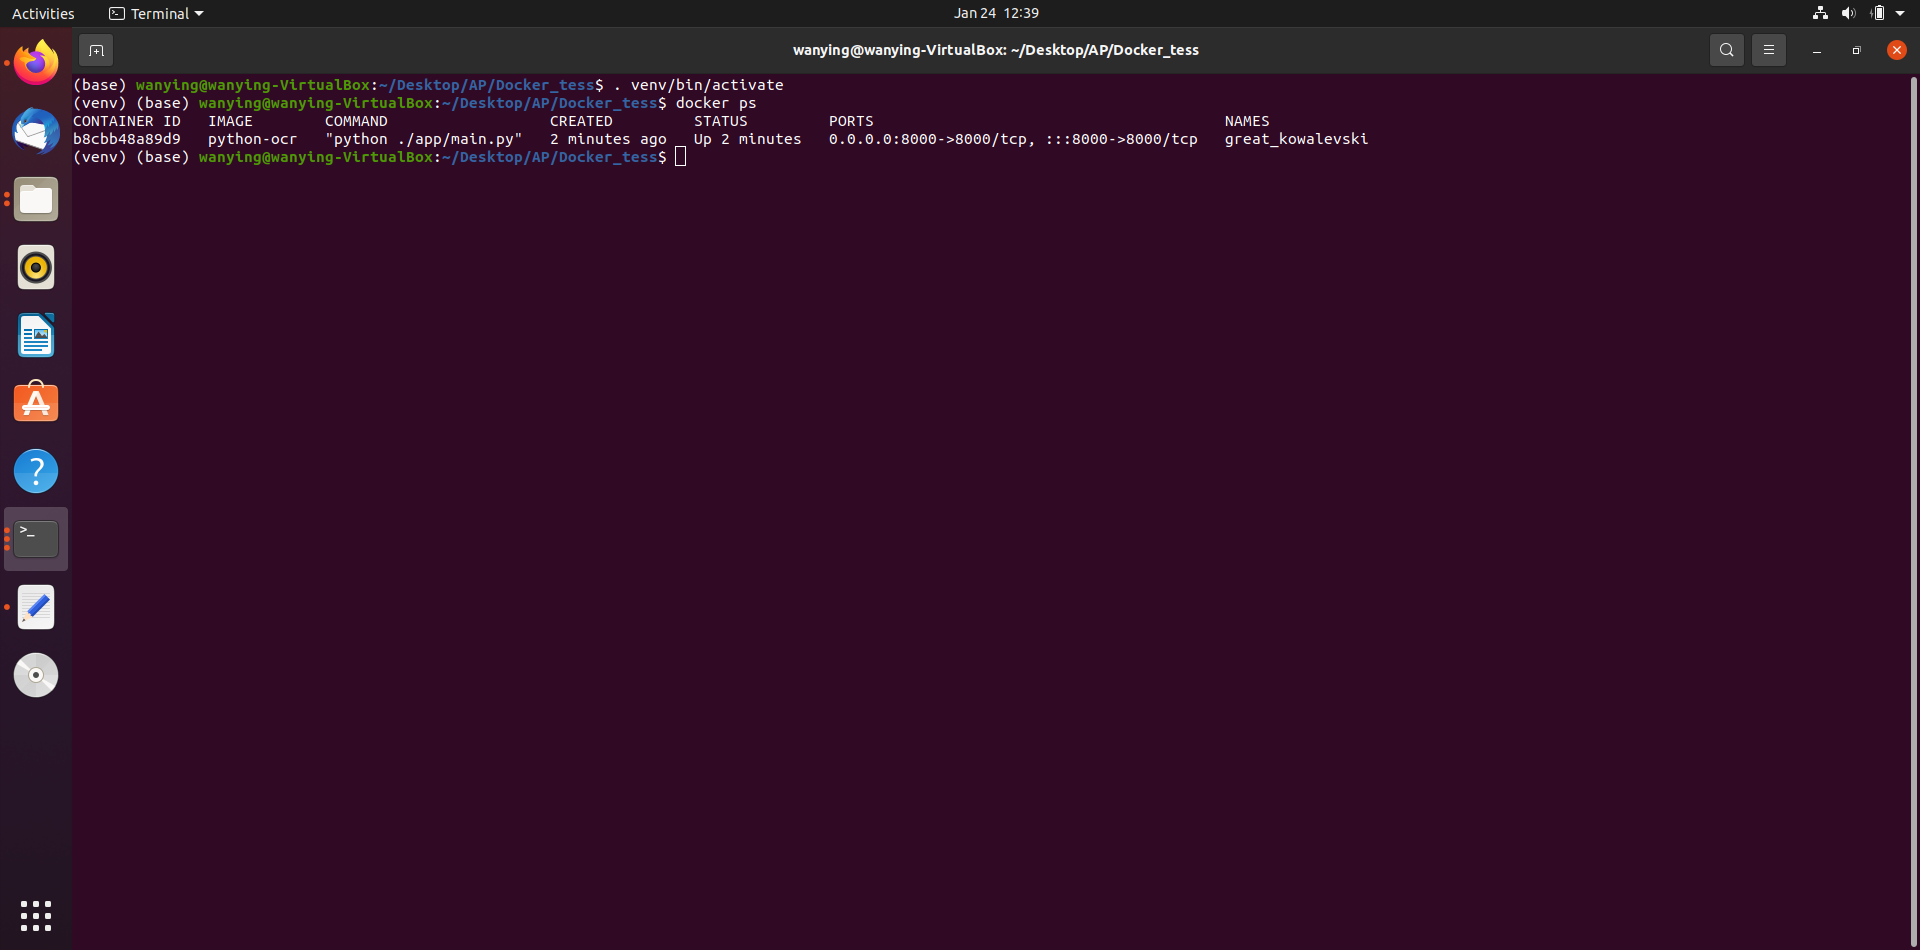 Activities Terminal Jan 24 12:39
wanying@wanying-VirtualBox: ~/Desktop/AP/Docker_tess
(base) wanying@wanying-VirtualBox:~/Desktop/AP/Docker_tess$ . venv/bin/activate
(venv) (base) wanying@wanying-VirtualBox:~/Desktop/AP/Docker_tess$ docker ps
CONTAINER ID   IMAGE        COMMAND                  CREATED         STATUS         PORTS                                       NAMES
b8cbb48a89d9   python-ocr   "python ./app/main.py"   2 minutes ago   Up 2 minutes   0.0.0.0:8000->8000/tcp, :::8000->8000/tcp   great_kowalevski
(venv) (base) wanying@wanying-VirtualBox:~/Desktop/AP/Docker_tess$